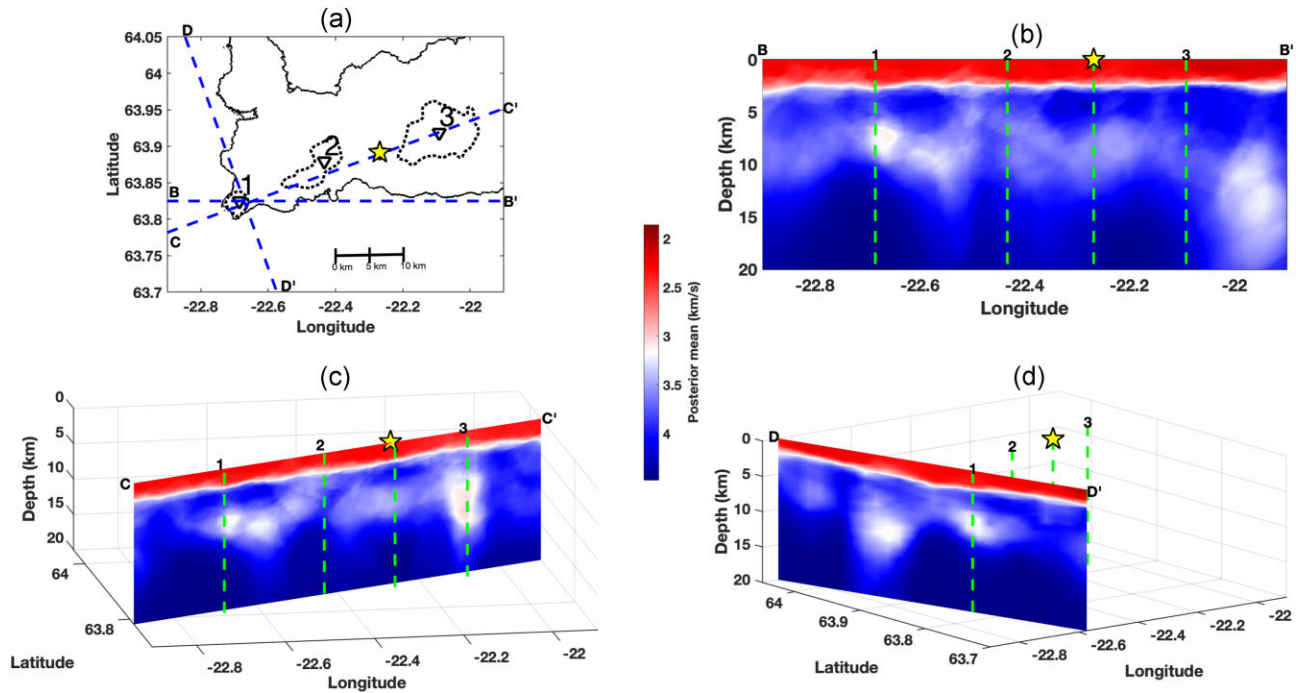 (a)
D
64.05
64
63.95
63.9
63.85
63.8
63.75
63.7
Latitude
C'
3
2
1
B
B'
C
D'
0 km 5 km 10 km
-22.8 -22.6 -22.4 -22.2 -22
Longitude
(b)
B 1 2 3 B'
0
5
10
15
20
Depth (km)
-22.8 -22.6 -22.4 -22.2 -22
Longitude
2
2.5
3
3.5
4
Posterior mean (km/s)
(c)
0
5
10
15
20
Depth (km)
C 1 2 3 C'
64
63.8
Latitude
-22.8 -22.6 -22.4 -22.2 -22
Longitude
(d)
0
5
10
15
20
Depth (km)
D 1 2 3 D'
64 63.9 63.8 63.7
Latitude
-22.8 -22.6 -22.4 -22.2 -22
Longitude